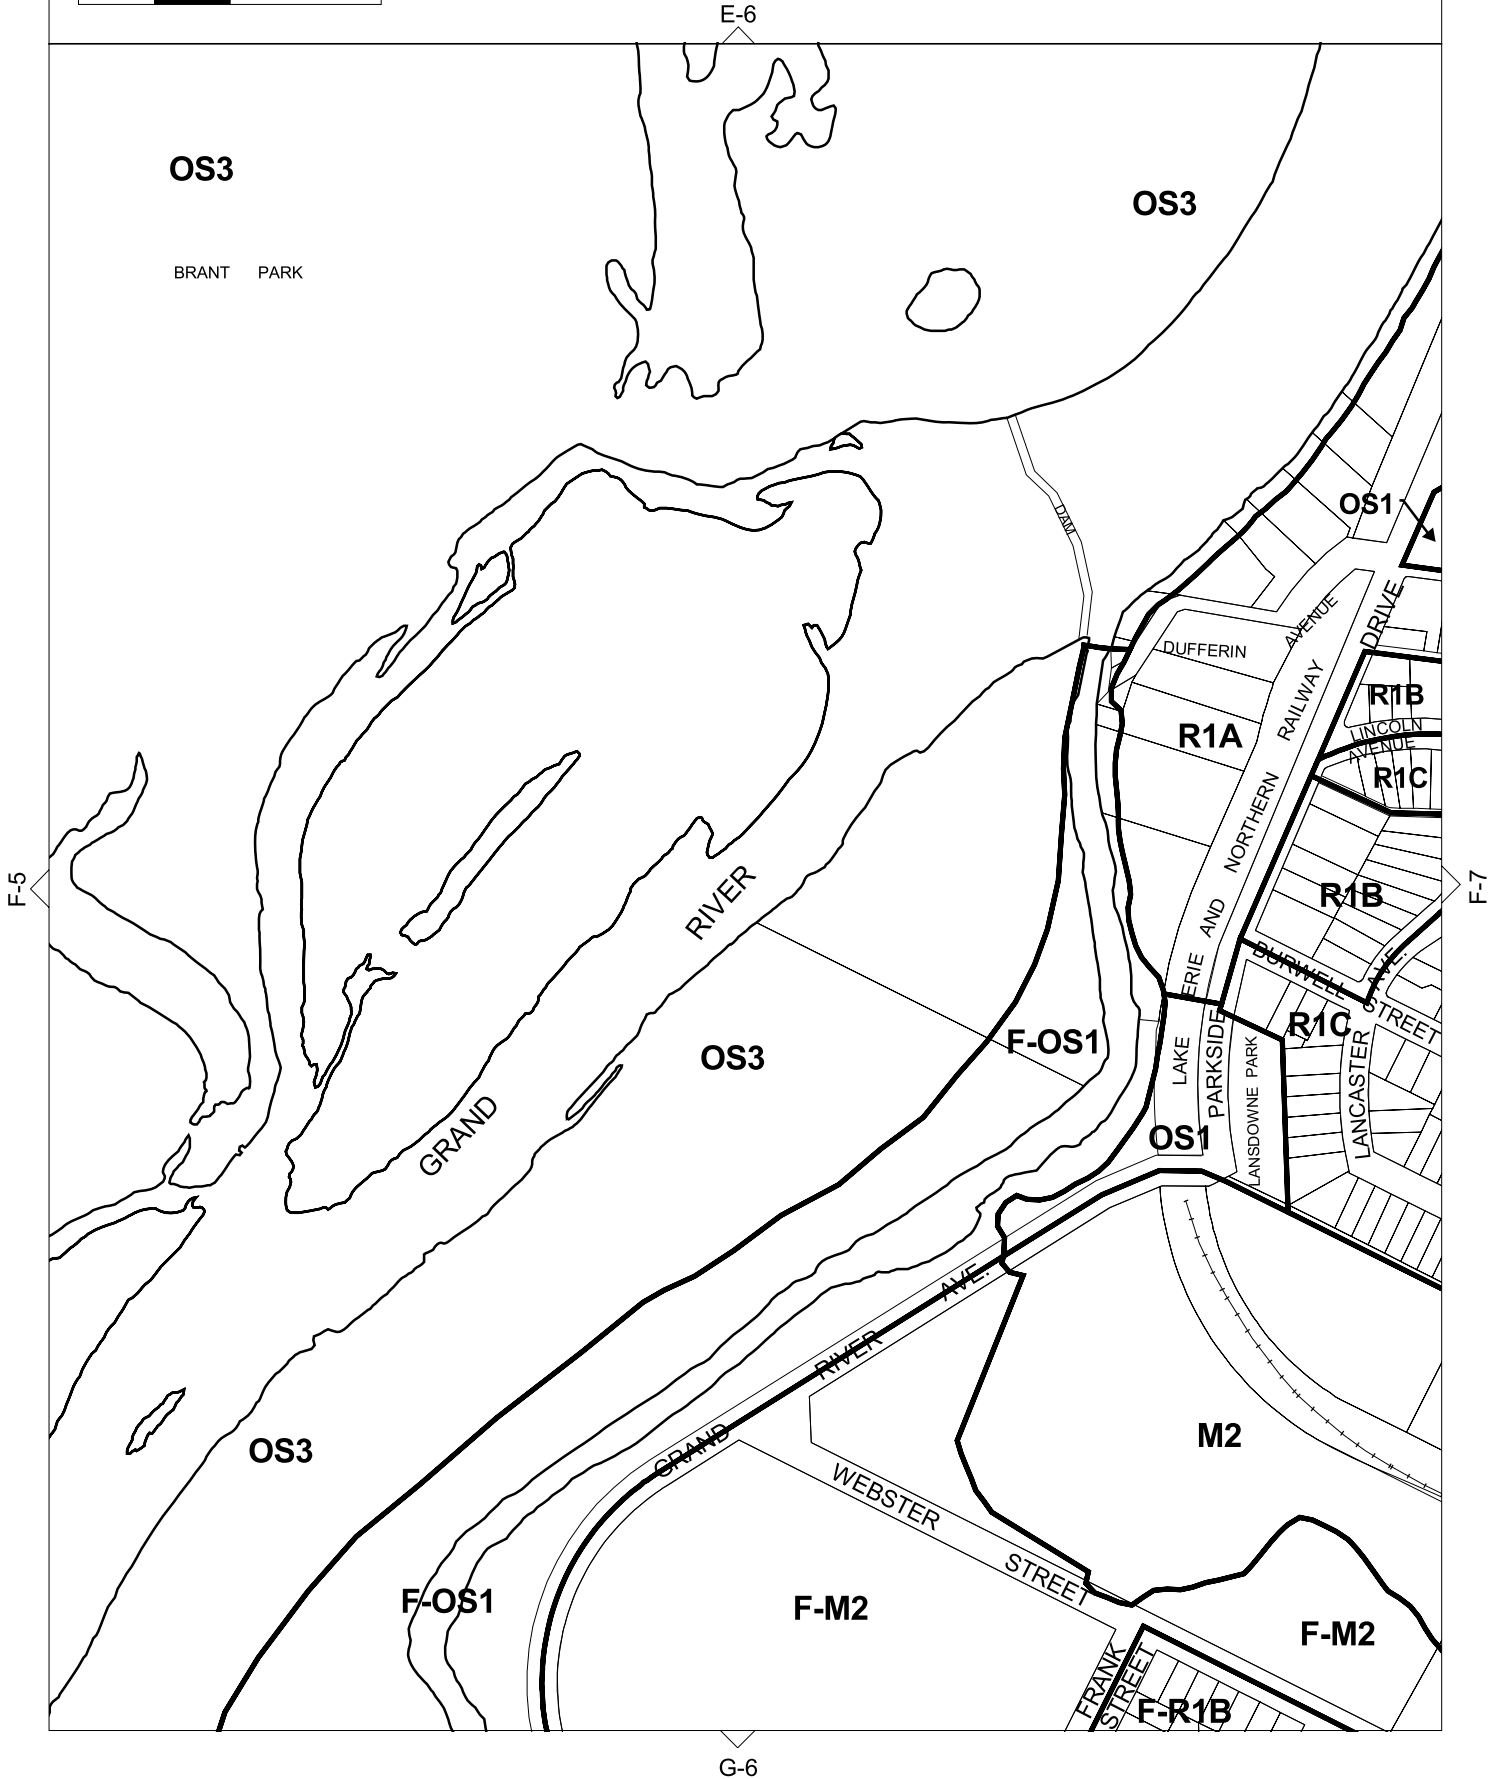 E-6
OS3
OS3
BRANT PARK
OS1
DAM
AVENUE
DRIVE
DUFFERIN
R1B
RAILWAY
LINCOLN
AVENUE
R1A
R1C
NORTHERN
F-5
F-7
R1B
RIVER
AND
BURWELL
AVE.
ERIE
STREET
R1C
F-OS1
OS3
LAKE
PARKSIDE
LANSDOWNE PARK
LANCASTER
GRAND
OS1
AVE.
RIVER
GRAND
OS3
M2
WEBSTER
STREET
F-OS1
F-M2
F-M2
FRANK
STREET
F-R1B
G-6